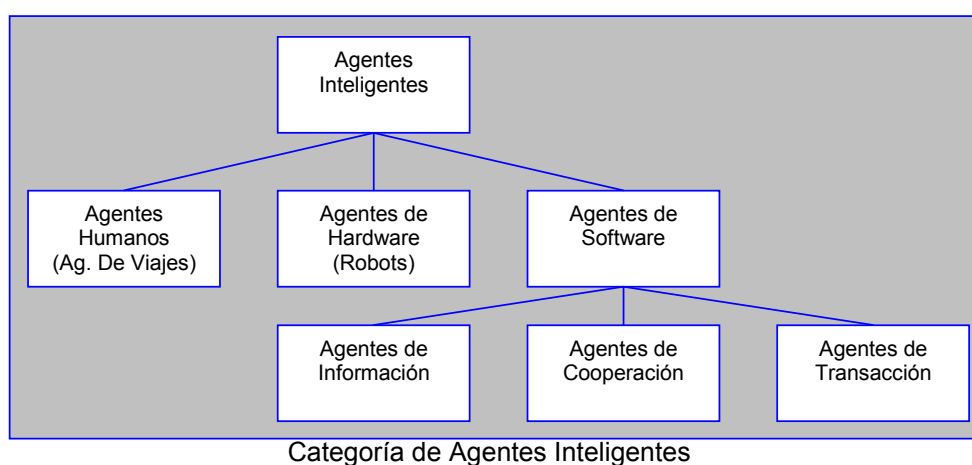 Agentes
Inteligentes
Agentes
Humanos
(Ag. De Viajes)
Agentes de
Hardware
(Robots)
Agentes de
Software
Agentes de
Información
Agentes de
Cooperación
Agentes de
Transacción
Categoría de Agentes Inteligentes